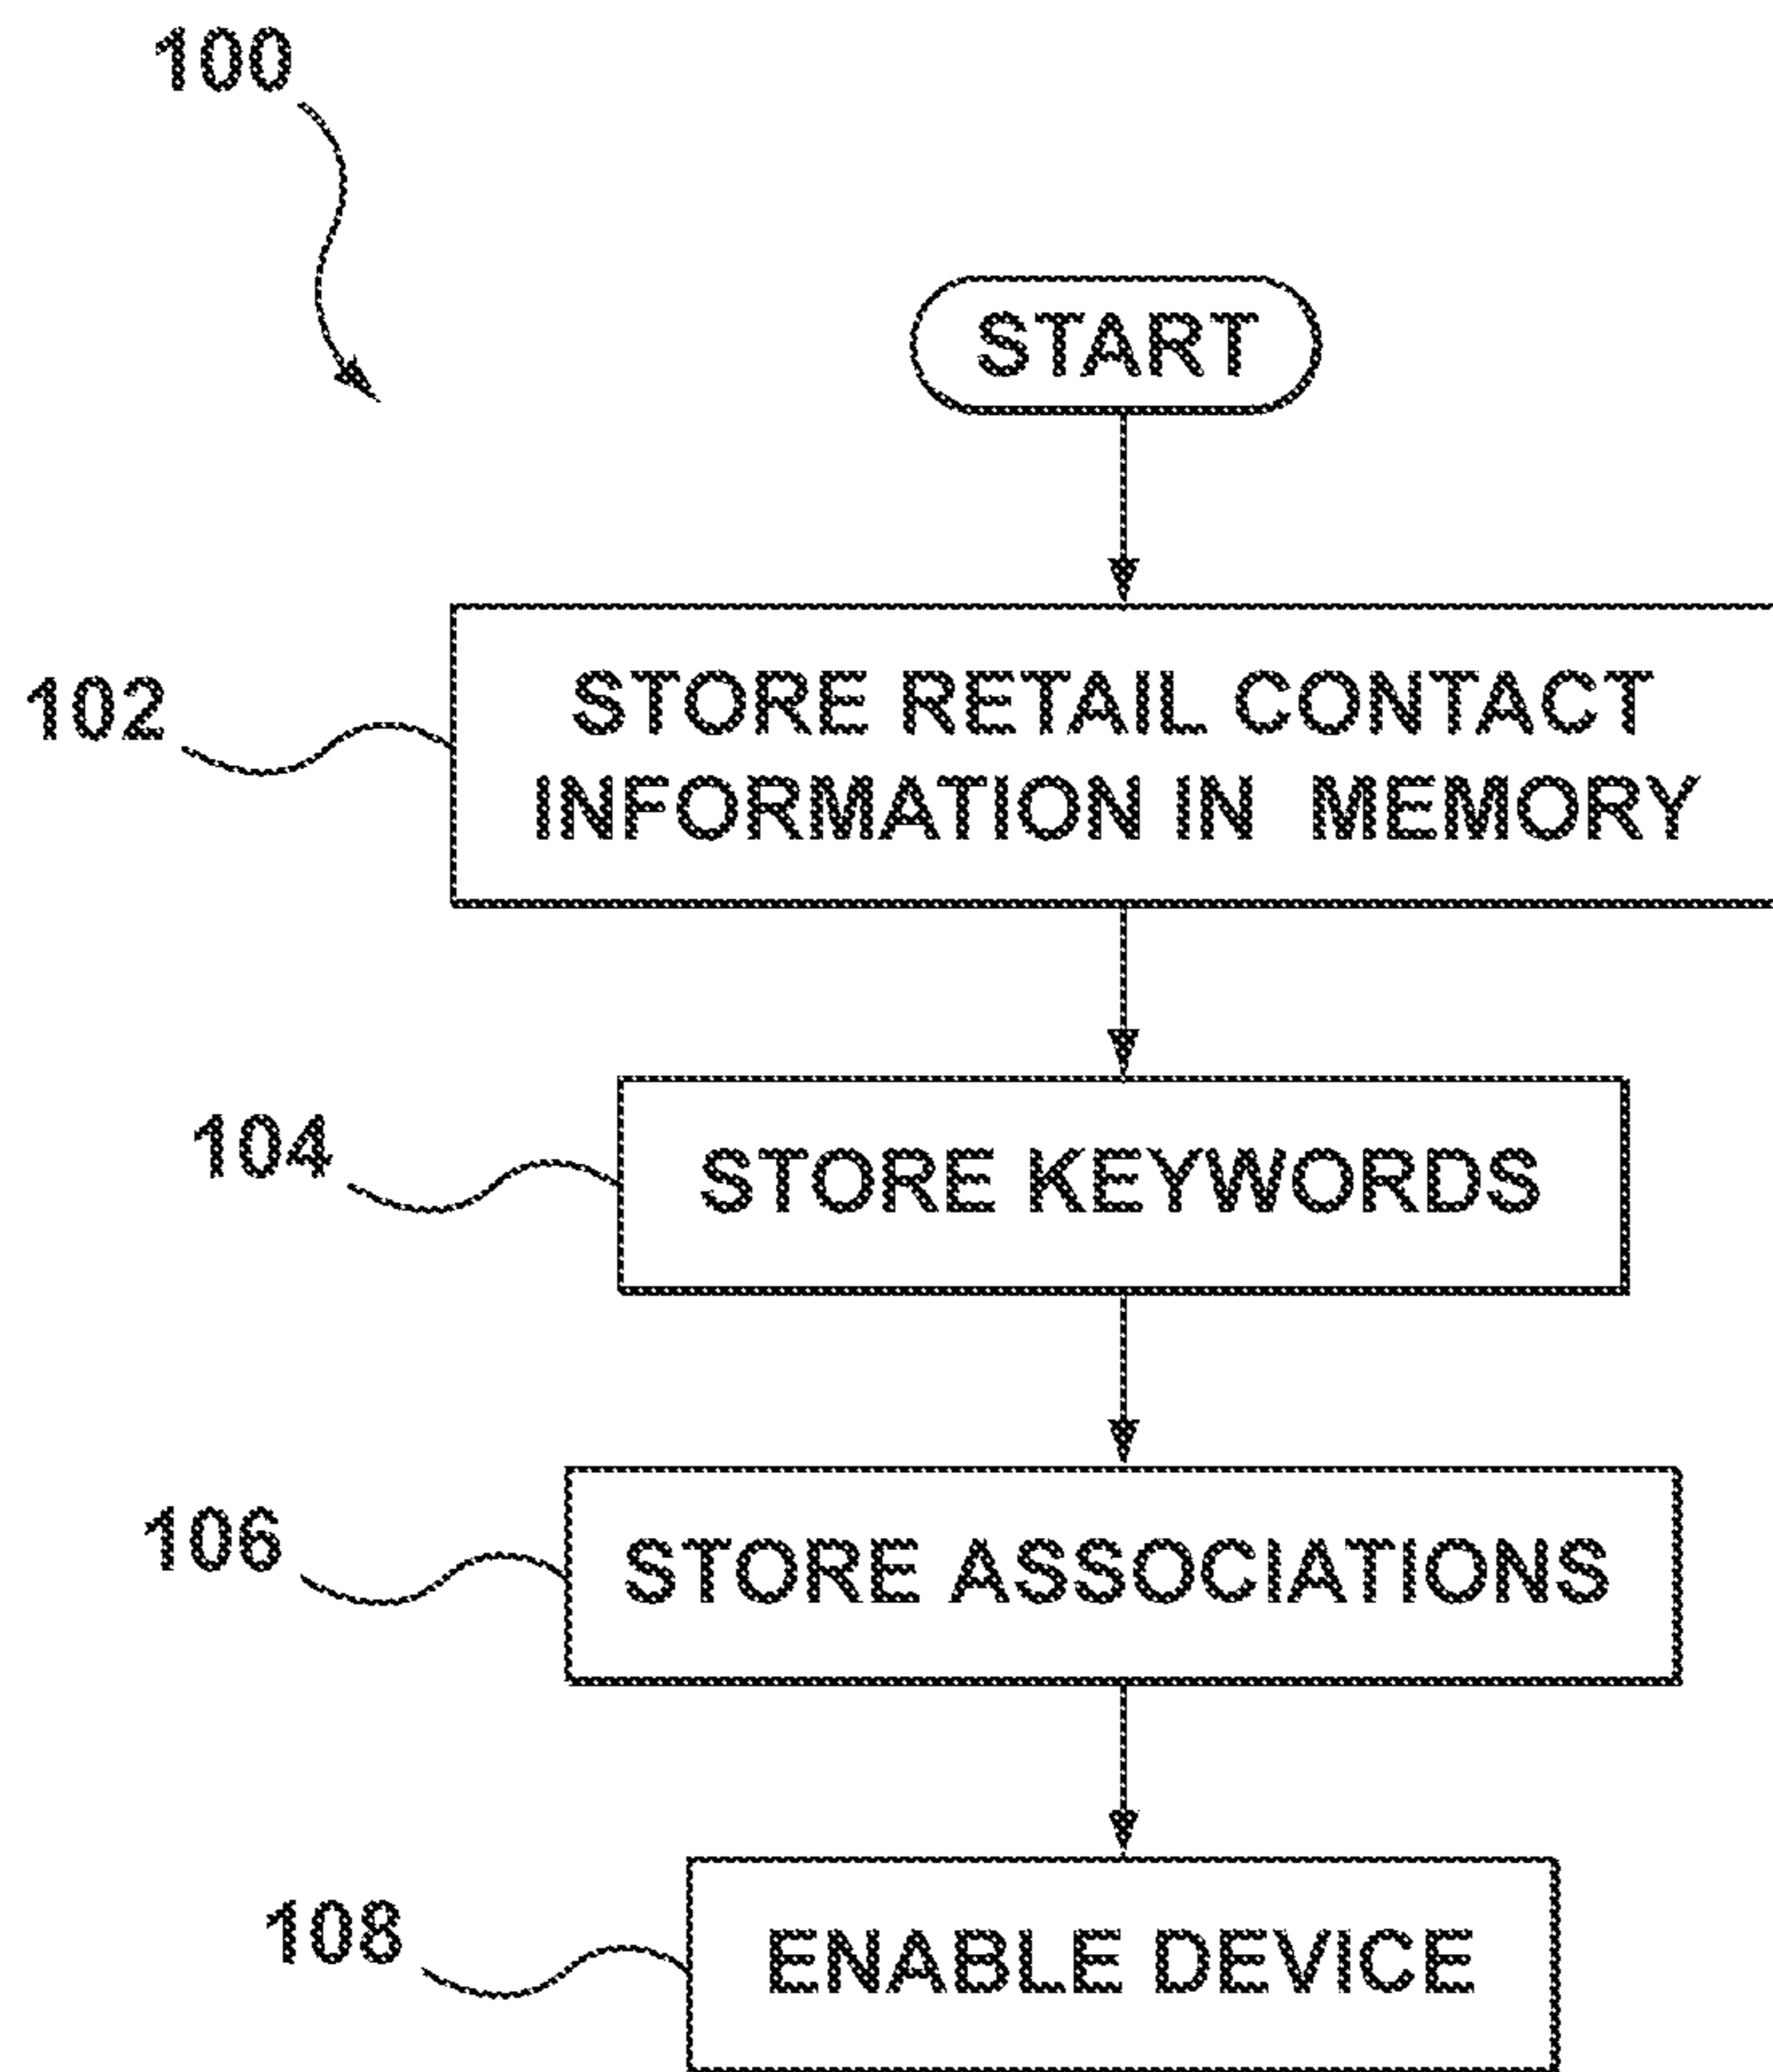 100
START
102
STORE RETAIL CONTACT
INFORMATION IN MEMORY
104
STORE KEYWORDS
106
STORE ASSOCIATIONS
108
ENABLE DEVICE